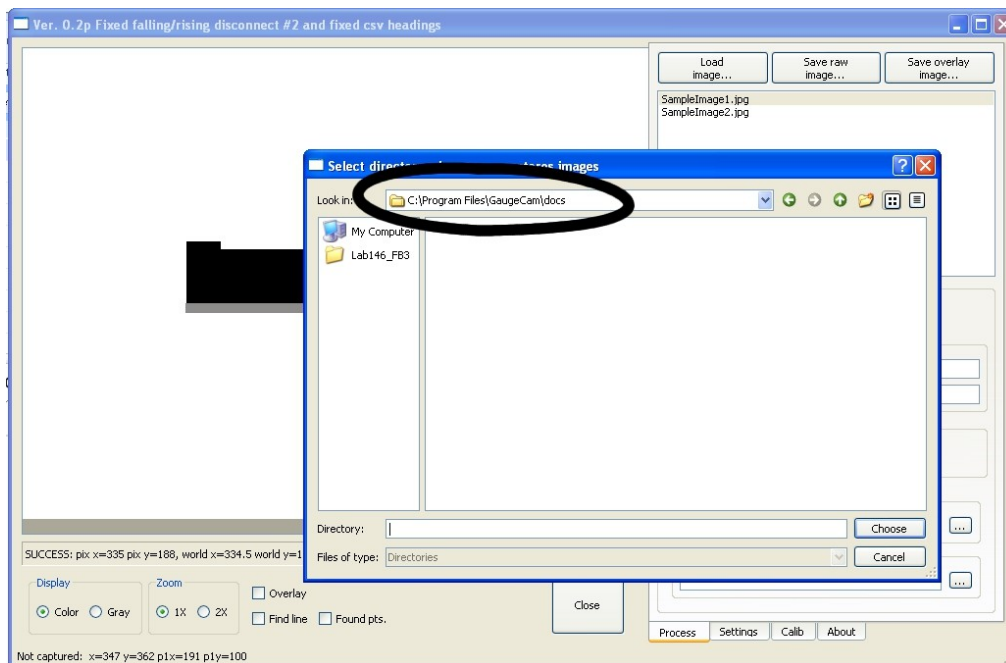 Ver. 0.2p Fixed falling/rising disconnect #2 and fixed csv headings
Load image...
Save raw image...
Save overlay image...
SampleImage1.jpg
SampleImage2.jpg
Select images
Look in:
C:\Program Files\GaugeCam\docs
My Computer
Lab146_FB3
Directory:
Choose
Files of type:
Directories
Cancel
...
...
SUCCESS: pix x=335 pix y=188, world x=334.5 world y=1
Display
Color
Gray
Zoom
1X
2X
Overlay
Find line
Found pts.
Close
Process
Settings
Calib
About
Not captured: x=347 y=362 p1x=191 p1y=100